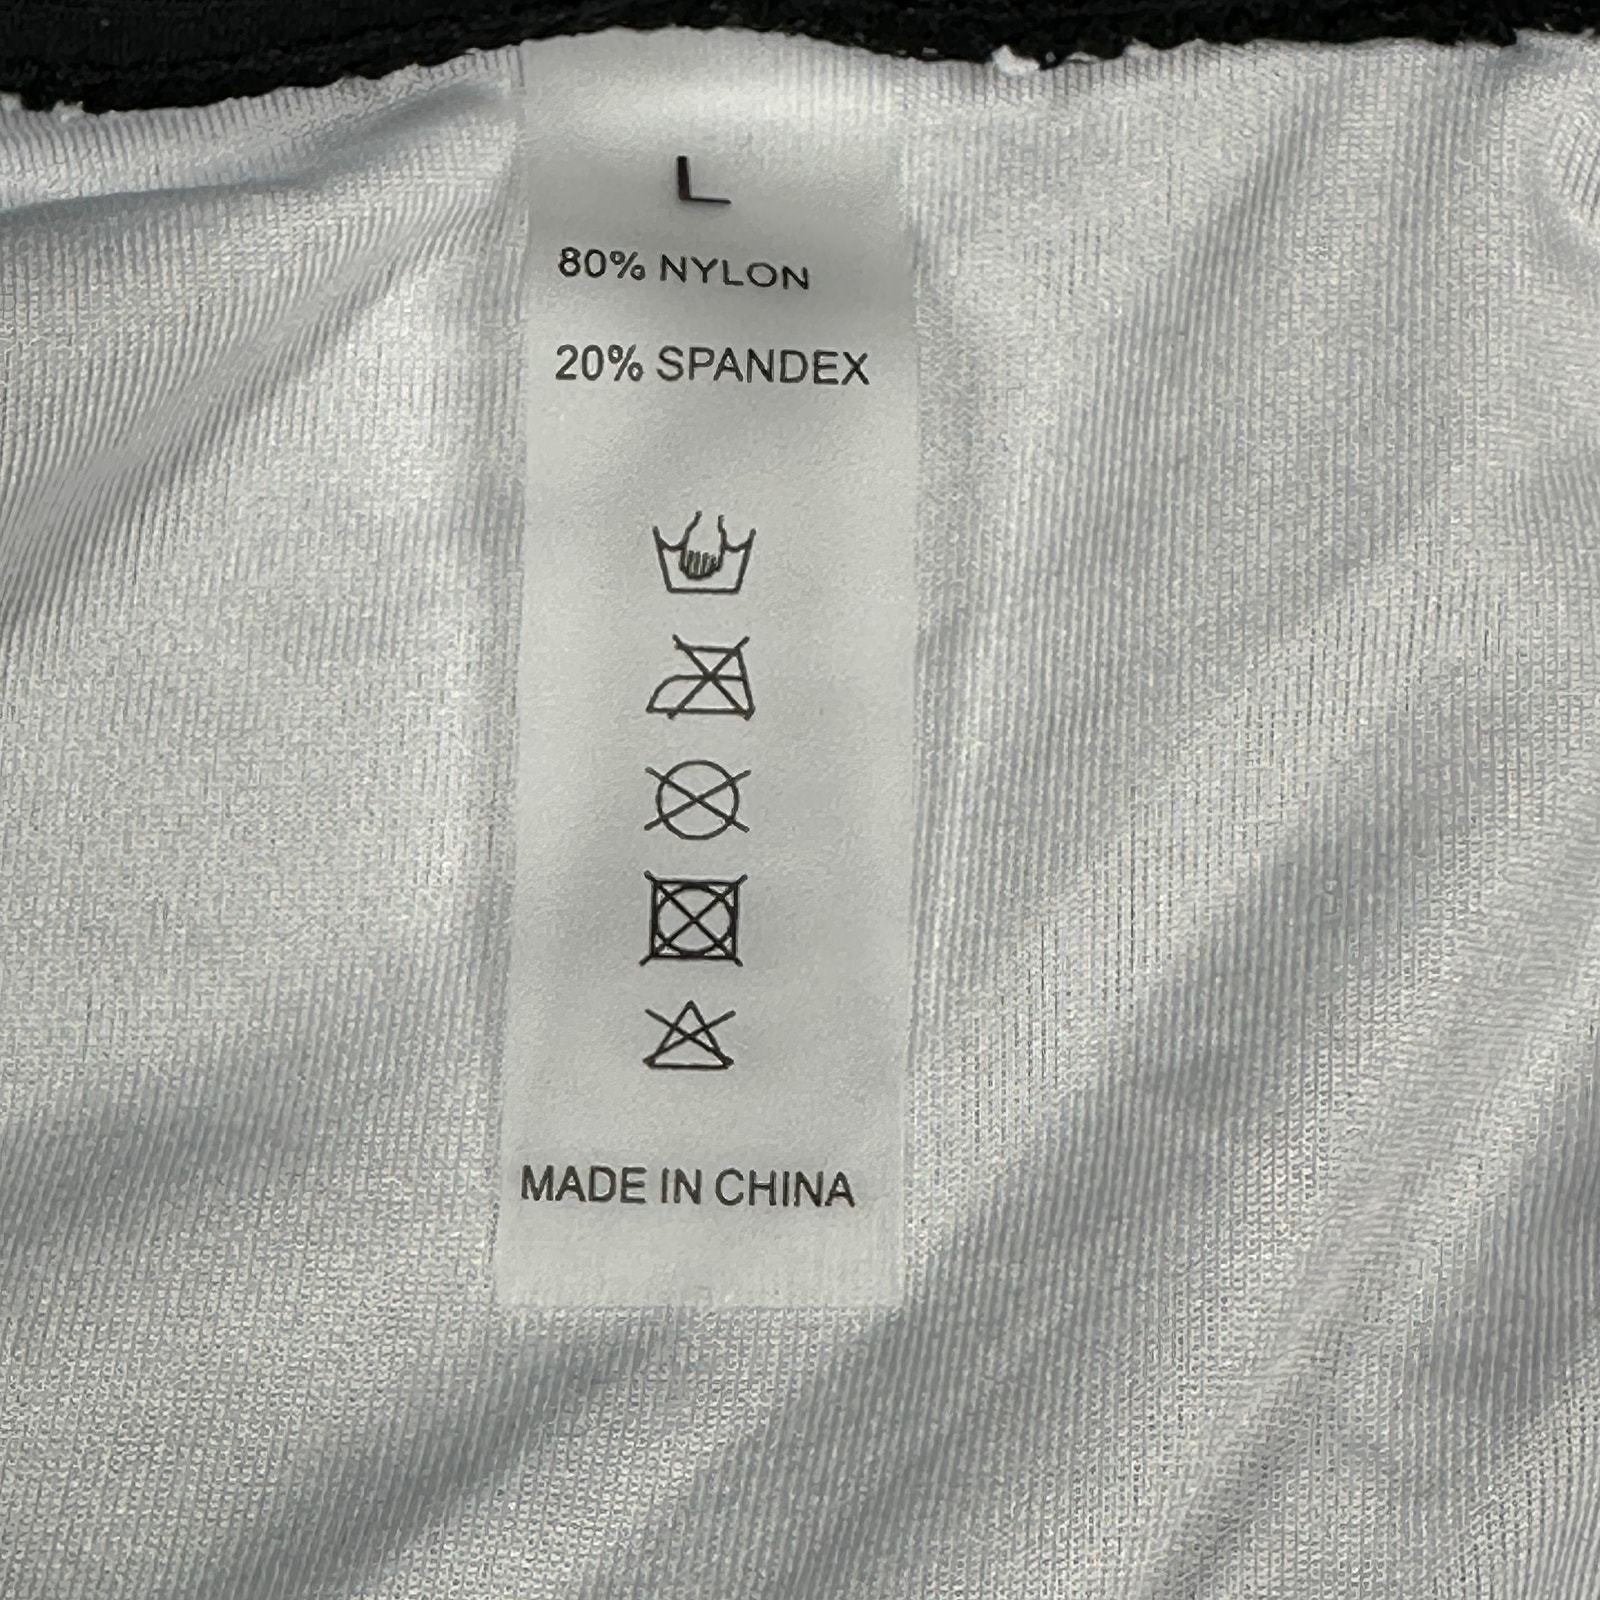 L
80% NYLON
20% SPANDEX
MADE IN CHINA